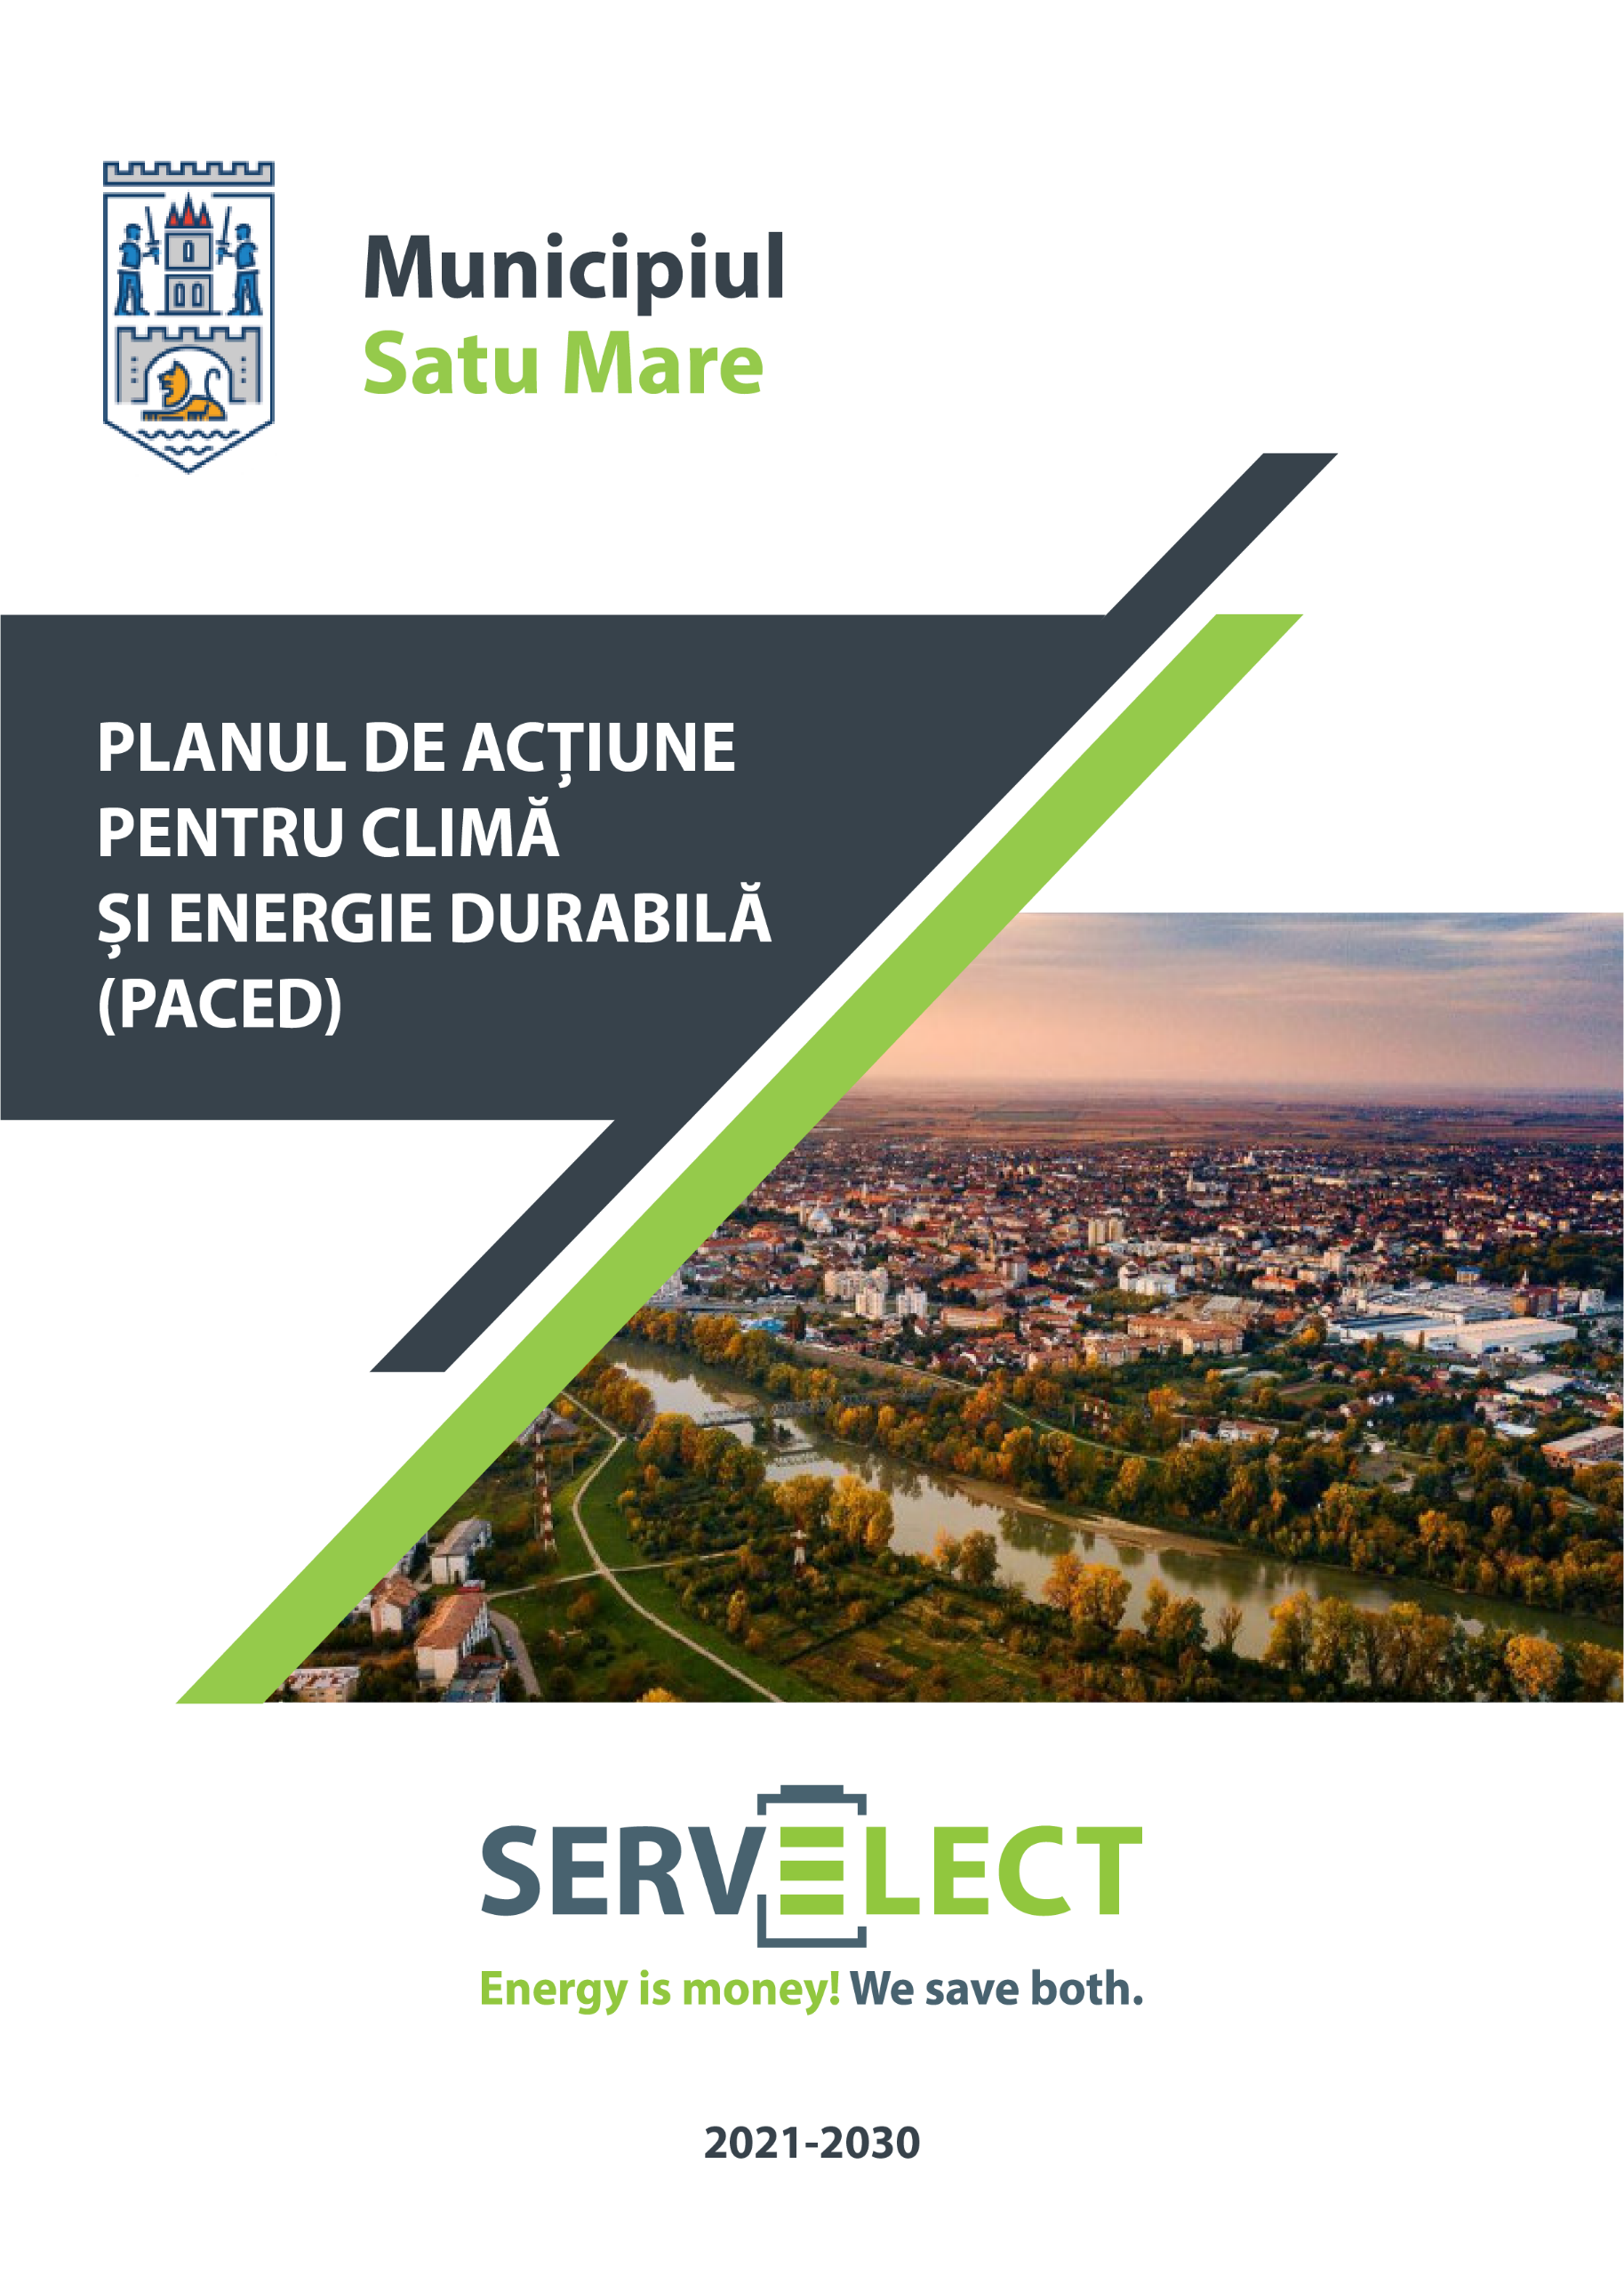 Municipiul
Satu Mare
PLANUL DE ACȚIUNE
PENTRU CLIMĂ
ȘI ENERGIE DURABILĂ
(PACED)
SERVELECT
Energy is money! We save both.
2021-2030